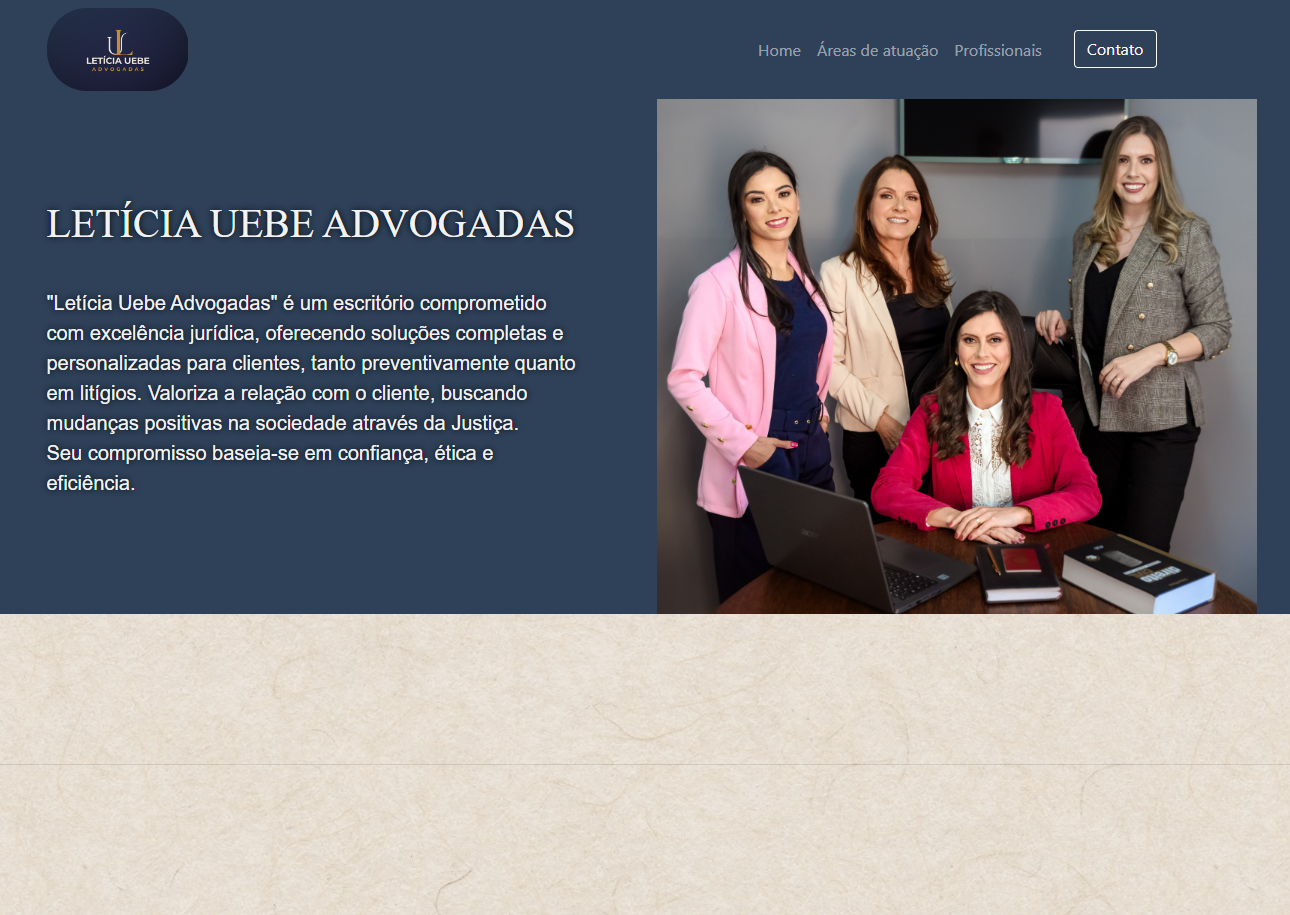 LETÍCIA UEBE
ADVOGADAS
Home Áreas de atuação Profissionais Contato
LETÍCIA UEBE ADVOGADAS
"Letícia Uebe Advogadas" é um escritório comprometido
com excelência jurídica, oferecendo soluções completas e
personalizadas para clientes, tanto preventivamente quanto
em litígios. Valoriza a relação com o cliente, buscando
mudanças positivas na sociedade através da Justiça.
Seu compromisso baseia-se em confiança, ética e
eficiência.